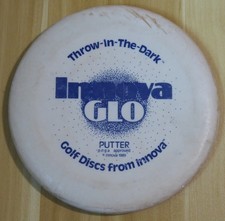 Throw-In-The-Dark
Innova
GLO
PUTTER
Golf Discs from Innova